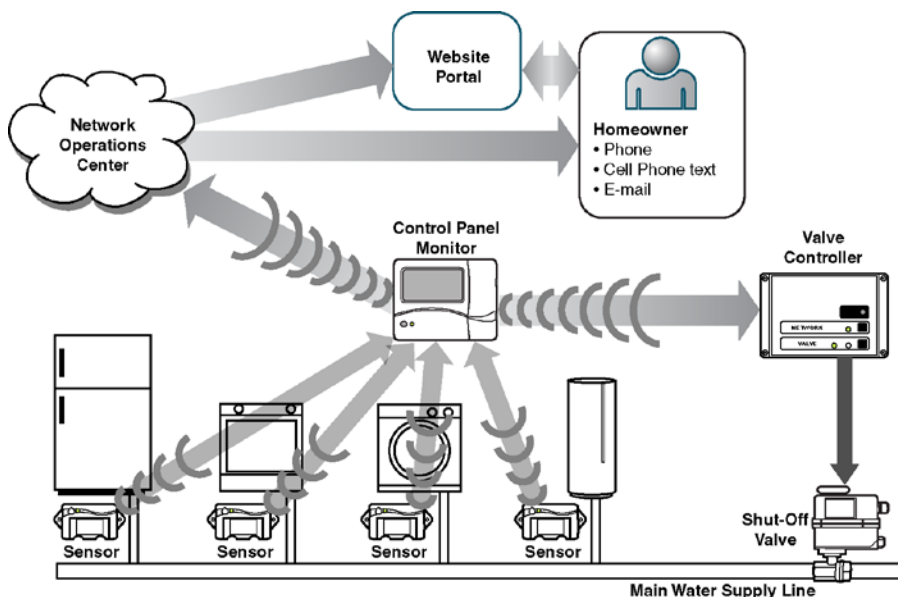 Website
Portal
Network
Operations
Center
Homeowner
• Phone
• Cell Phone text
• E-mail
Control Panel
Monitor
Valve
Controller
NETWORK
VALVE
Sensor
Sensor
Sensor
Sensor
Shut-Off
Valve
Main Water Supply Line